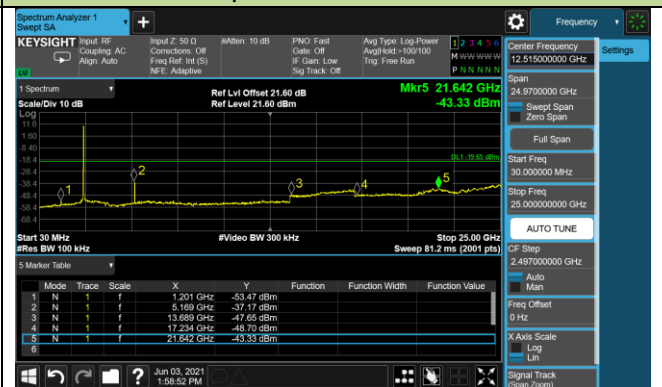 Spectrum Analyzer 1
Swept SA
Frequency
KEYSIGHT
Input: RF
Coupling: AC
Align: Auto
Input Z: 50 Ω
Corrections: Off
Freq Ref: Int (S)
NFE: Adaptive
#Atten: 10 dB
PNO: Fast
Gate: Off
IF Gain: Low
Sig Track: Off
Avg Type: Log-Power
Avg|Hold:>100/100
Trig: Free Run
1 2 3 4 5 6
M W W W W W
P N N N N N
LXI
1 Spectrum
Scale/Div 10 dB
Ref Lvl Offset 21.60 dB
Ref Level 21.60 dBm
Mkr5 21.642 GHz
-43.33 dBm
Log
11.6
1.60
-8.40
-18.4
-28.4
-38.4
-48.4
-58.4
-68.4
DL1 -19.65 dBm
1
2
3
4
5
Start 30 MHz
#Video BW 300 kHz
Stop 25.00 GHz
#Res BW 100 kHz
Sweep 81.2 ms (2001 pts)
5 Marker Table
Mode Trace Scale X Y Function Function Width Function Value
1 N 1 f 1.201 GHz -53.47 dBm
2 N 1 f 5.169 GHz -37.17 dBm
3 N 1 f 13.689 GHz -47.65 dBm
4 N 1 f 17.234 GHz -48.70 dBm
5 N 1 f 21.642 GHz -43.33 dBm
6
?
Jun 03, 2021
1:58:52 PM
Center Frequency
12.515000000 GHz
Settings
Span
24.9700000 GHz
Swept Span
Zero Span
Full Span
Start Freq
30.000000 MHz
Stop Freq
25.000000000 GHz
AUTO TUNE
CF Step
2.497000000 GHz
Auto
Man
Freq Offset
0 Hz
X Axis Scale
Log
Lin
Signal Track
(Span Zoom)